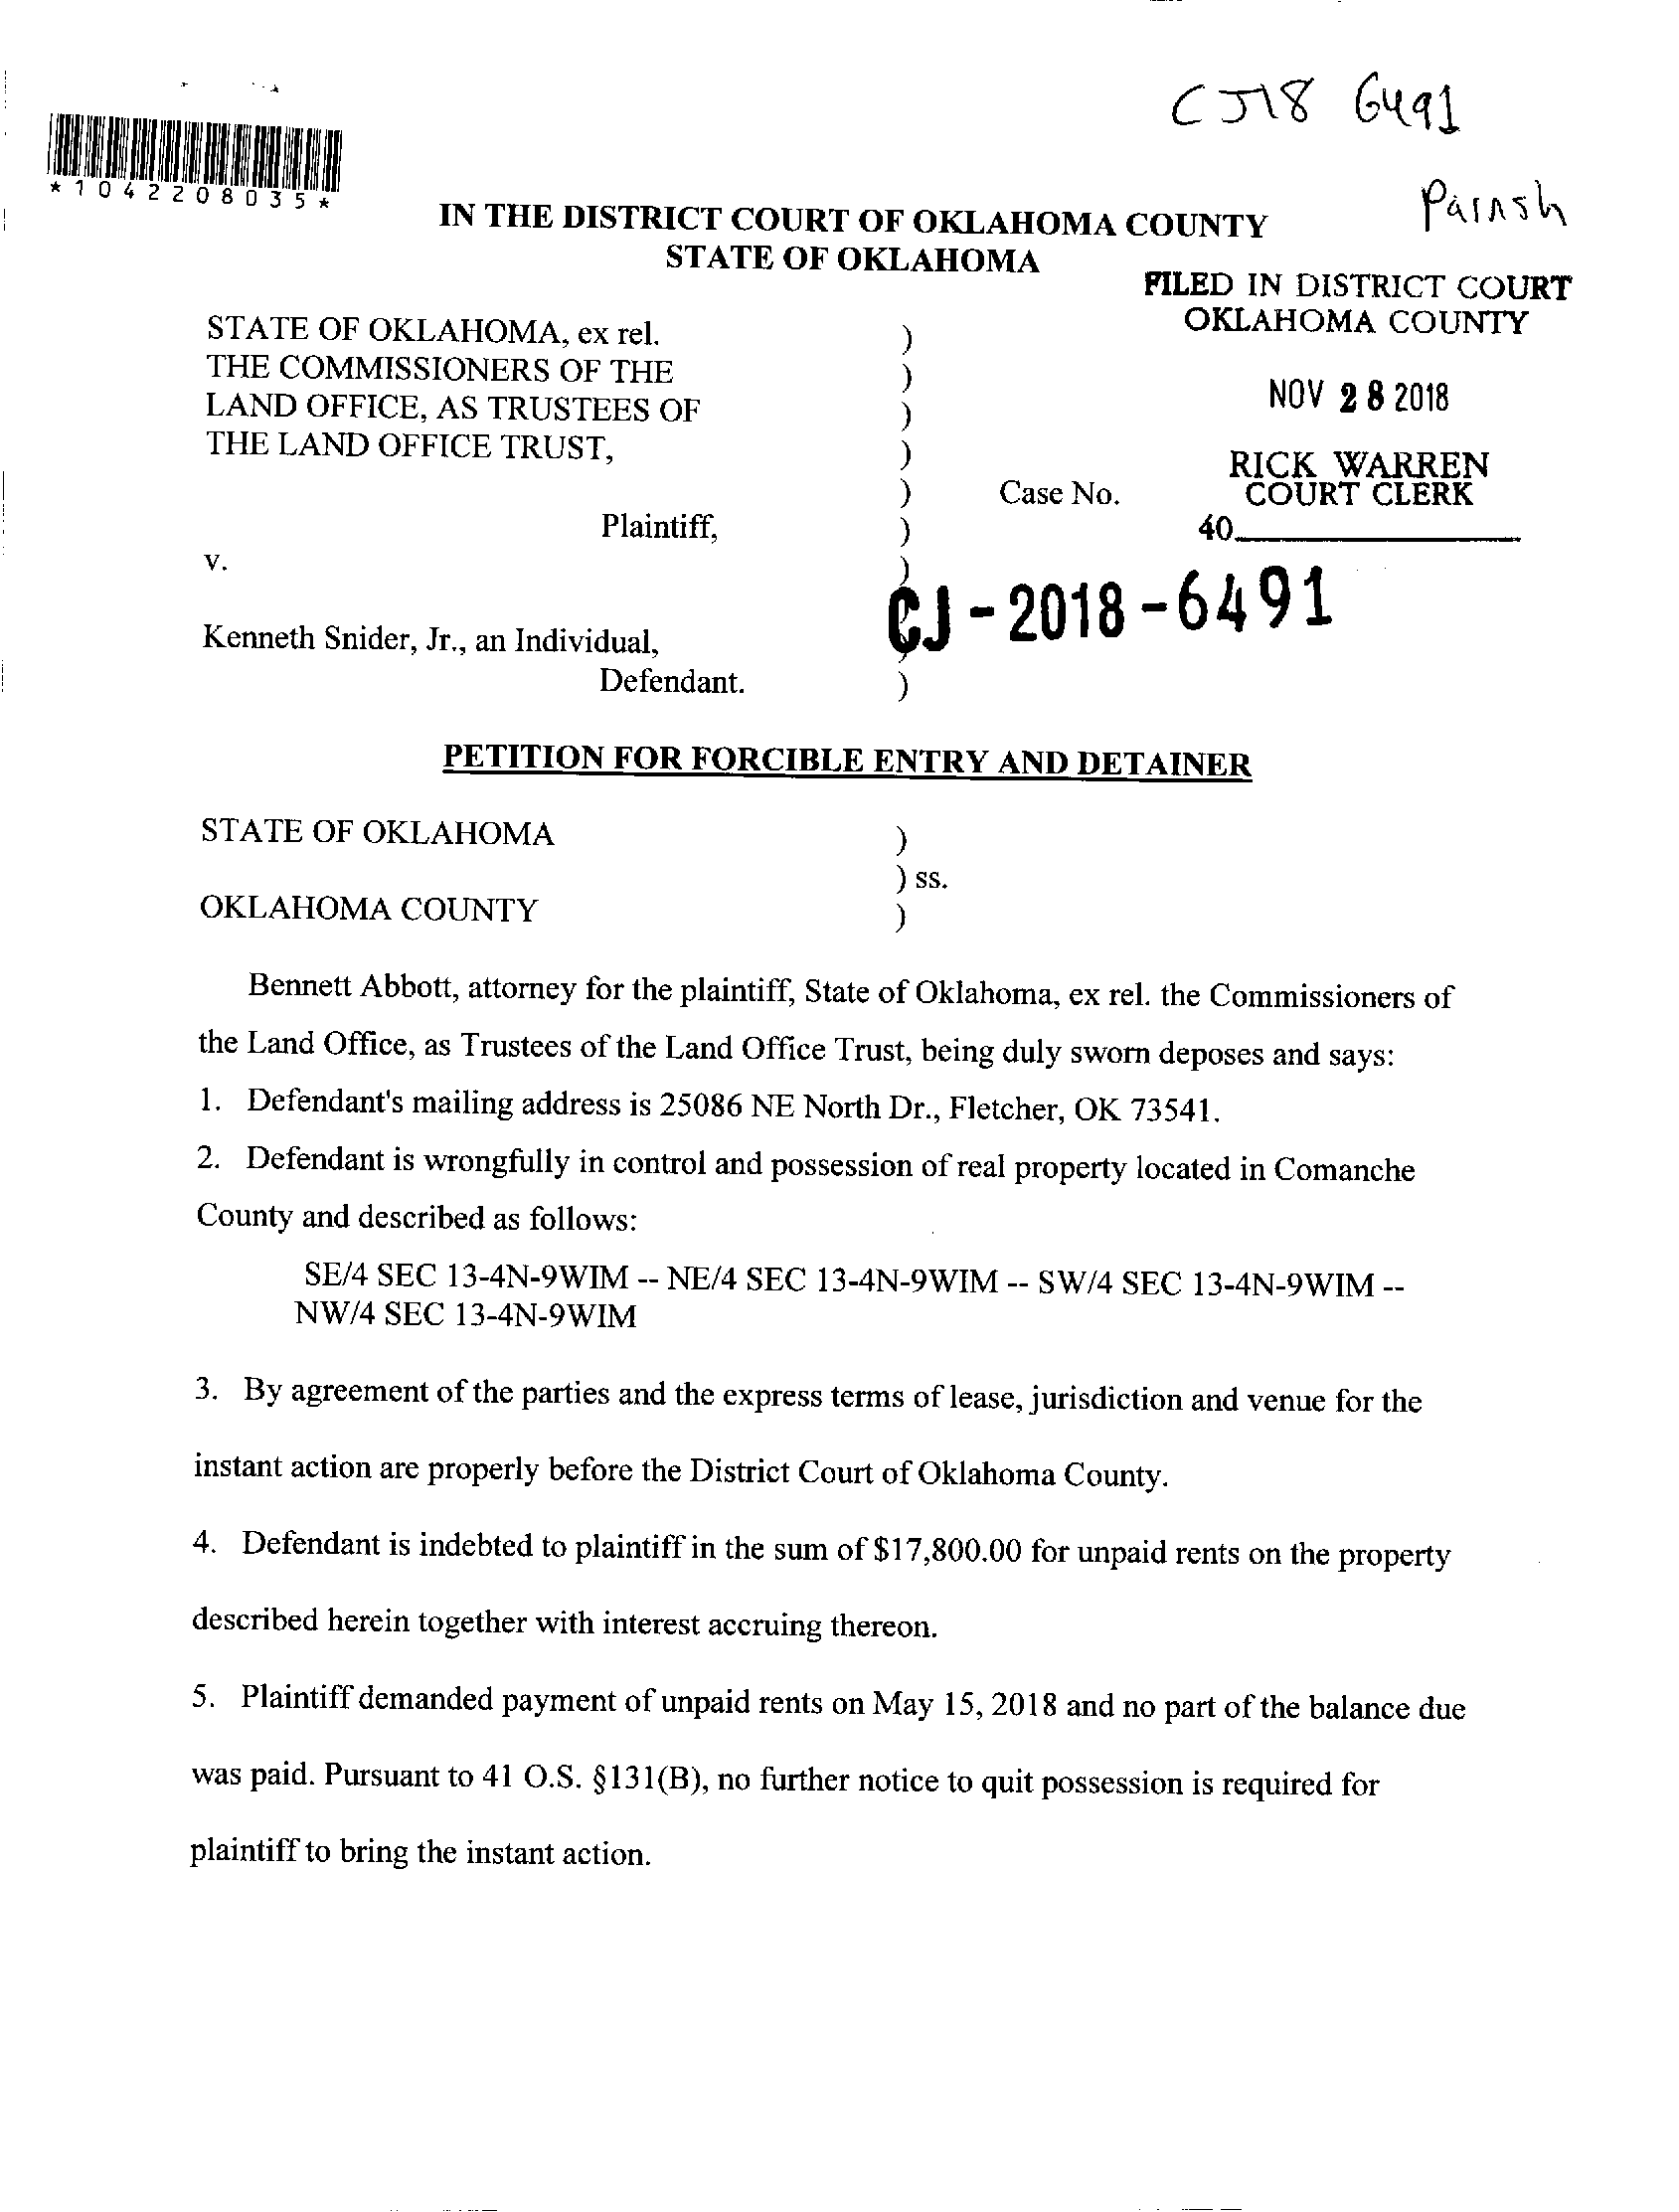 CJ18 6491
*1042208035*
Parrish
IN THE DISTRICT COURT OF OKLAHOMA COUNTY
STATE OF OKLAHOMA
FILED IN DISTRICT COURT
OKLAHOMA COUNTY
STATE OF OKLAHOMA, ex rel. )
THE COMMISSIONERS OF THE )
LAND OFFICE, AS TRUSTEES OF )
THE LAND OFFICE TRUST, )
NOV 28 2018
RICK WARREN
COURT CLERK
) Case No.
Plaintiff, )
40
v. )
CJ-2018-6491
Kenneth Snider, Jr., an Individual, )
Defendant. )
PETITION FOR FORCIBLE ENTRY AND DETAINER
STATE OF OKLAHOMA )
) ss.
OKLAHOMA COUNTY )
Bennett Abbott, attorney for the plaintiff, State of Oklahoma, ex rel. the Commissioners of
the Land Office, as Trustees of the Land Office Trust, being duly sworn deposes and says:
1. Defendant's mailing address is 25086 NE North Dr., Fletcher, OK 73541.
2. Defendant is wrongfully in control and possession of real property located in Comanche
County and described as follows:
SE/4 SEC 13-4N-9WIM -- NE/4 SEC 13-4N-9WIM -- SW/4 SEC 13-4N-9WIM --
NW/4 SEC 13-4N-9WIM
3. By agreement of the parties and the express terms of lease, jurisdiction and venue for the
instant action are properly before the District Court of Oklahoma County.
4. Defendant is indebted to plaintiff in the sum of $17,800.00 for unpaid rents on the property
described herein together with interest accruing thereon.
5. Plaintiff demanded payment of unpaid rents on May 15, 2018 and no part of the balance due
was paid. Pursuant to 41 O.S. §131(B), no further notice to quit possession is required for
plaintiff to bring the instant action.